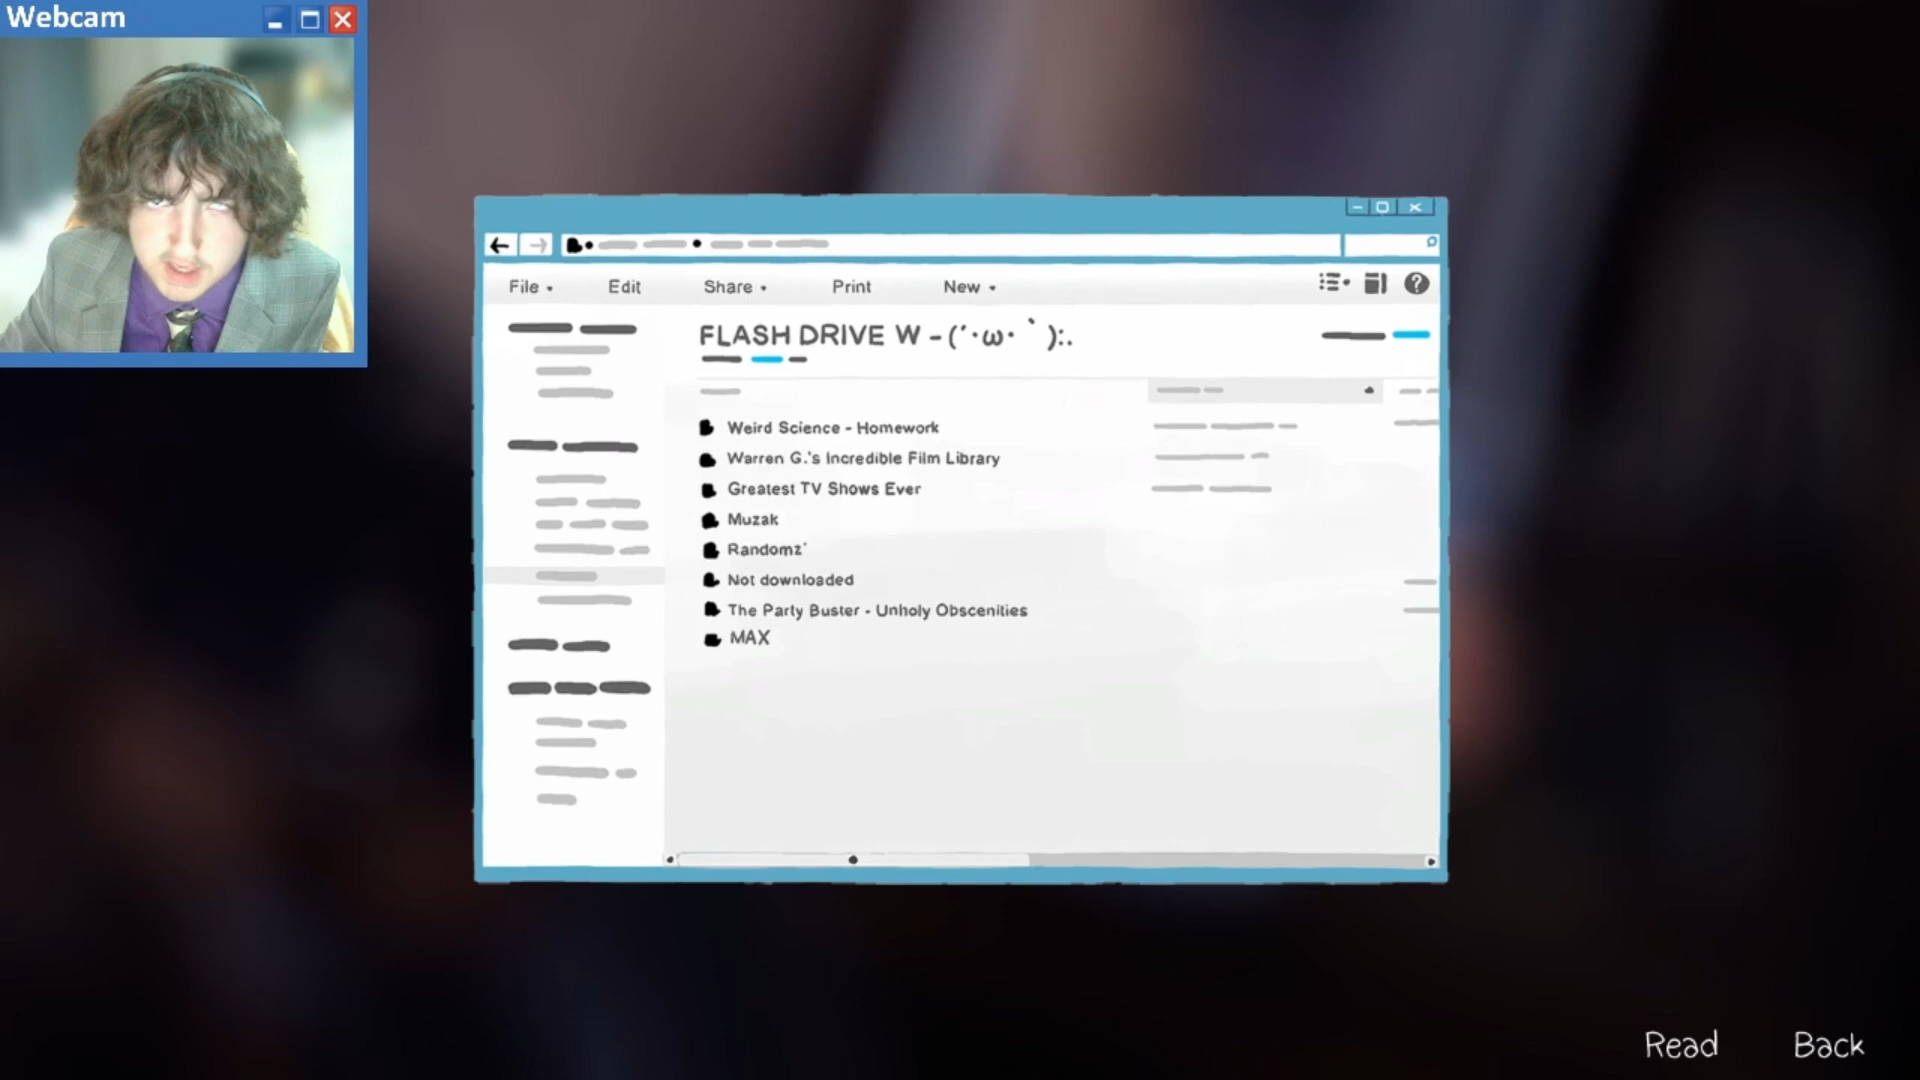 Webcam
File Edit Share Print New
FLASH DRIVE W - (´･ω･`):.
Weird Science - Homework
Warren G.'s Incredible Film Library
Greatest TV Shows Ever
Muzak
Randomz'
Not downloaded
The Party Buster - Unholy Obscenities
MAX
Read Back